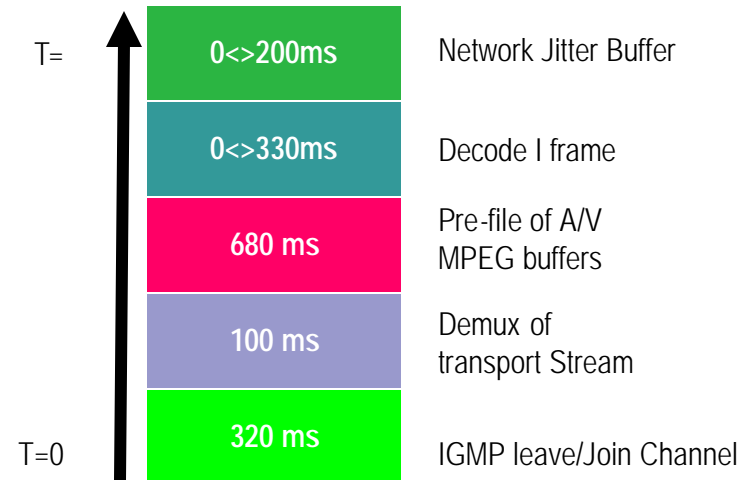 T=
0<>200ms
Network Jitter Buffer
0<>330ms
Decode I frame
680 ms
Pre-file of A/V
MPEG buffers
100 ms
Demux of
transport Stream
T=0
320 ms
IGMP leave/Join Channel